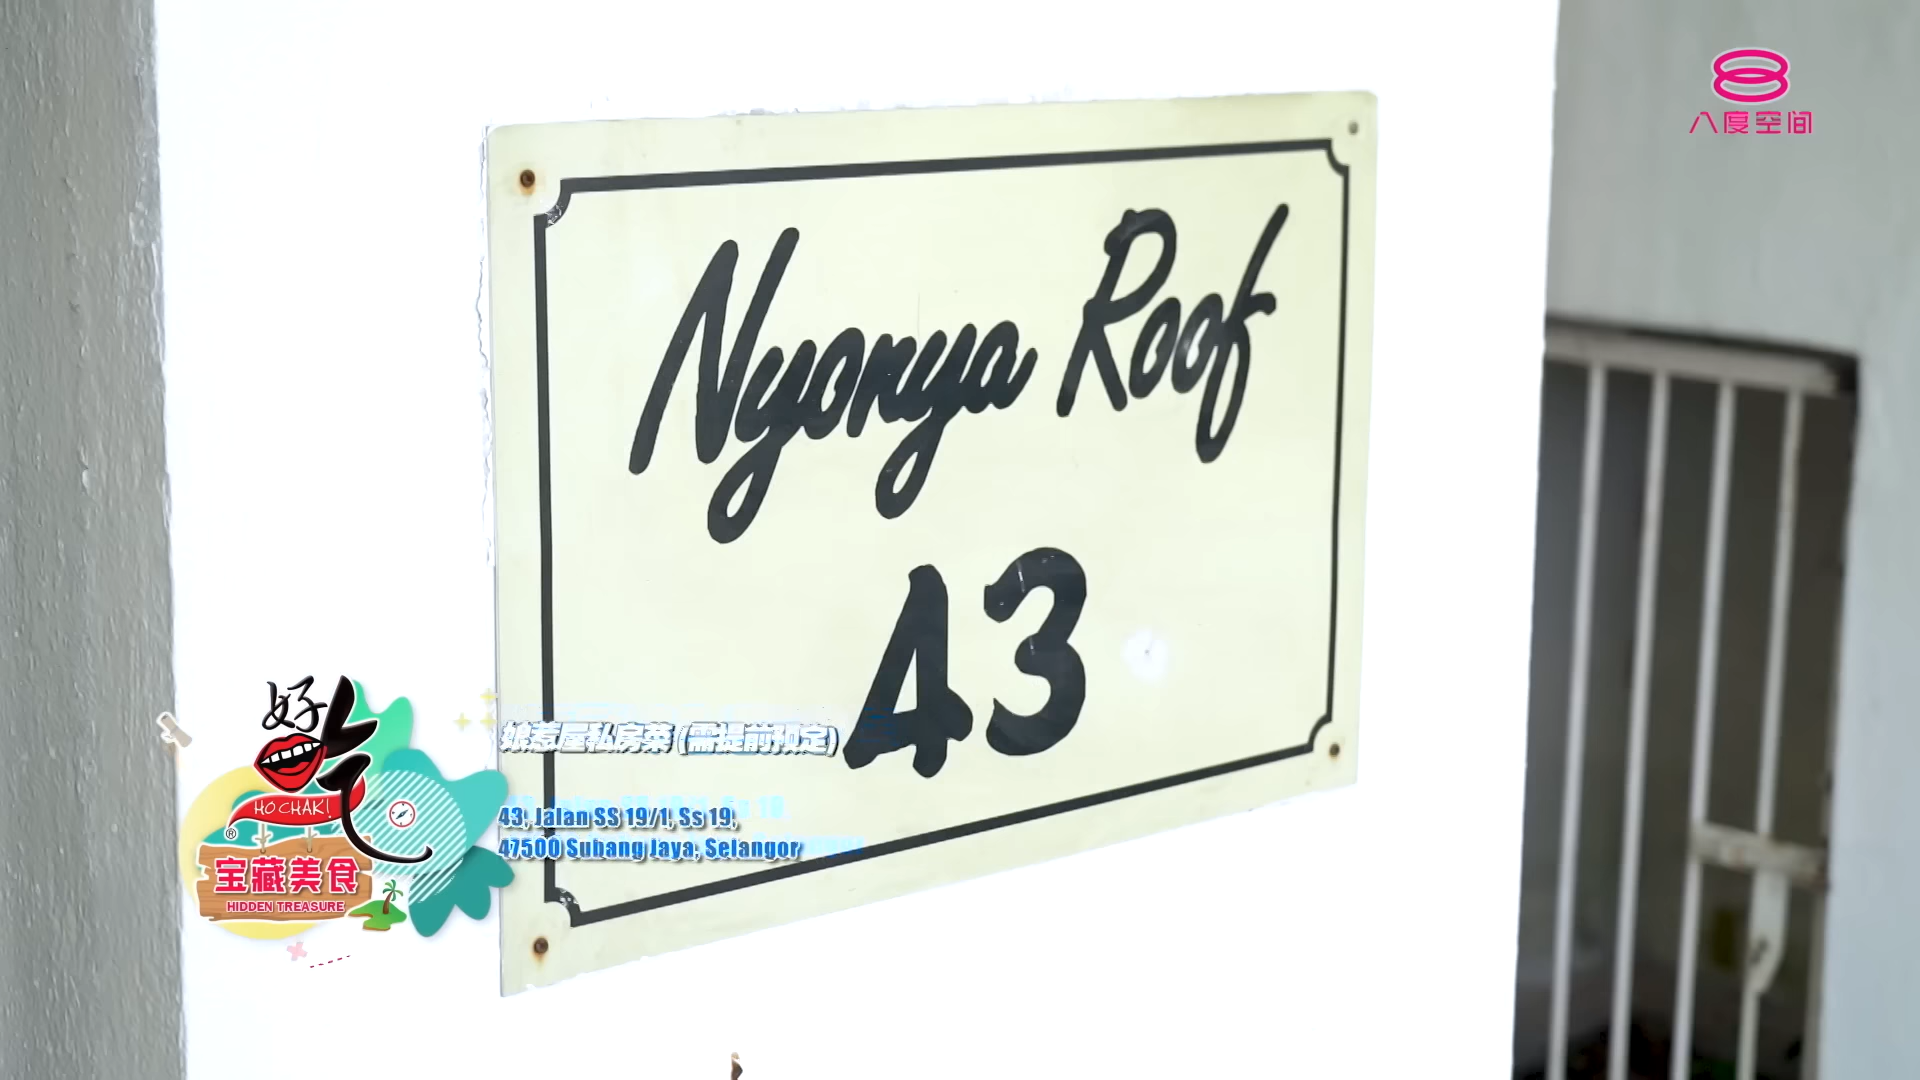 八度空间
Nyonya Roof
43
好吃
HO CHAK!
®
宝藏美食
HIDDEN TREASURE
娘惹屋私房菜 (需提前预定)
43, Jalan SS 19/1, Ss 19,
47500 Subang Jaya, Selangor